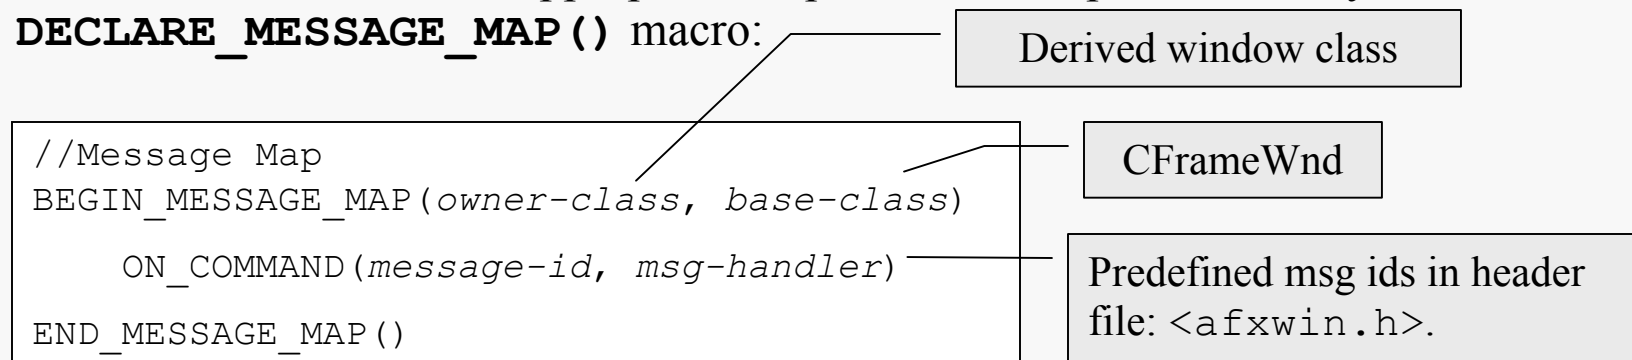 DECLARE_MESSAGE_MAP() macro:
Derived window class
//Message Map
BEGIN_MESSAGE_MAP(owner-class, base-class)
CFrameWnd
ON_COMMAND(message-id, msg-handler)
Predefined msg ids in header
file: <afxwin.h>.
END_MESSAGE_MAP()